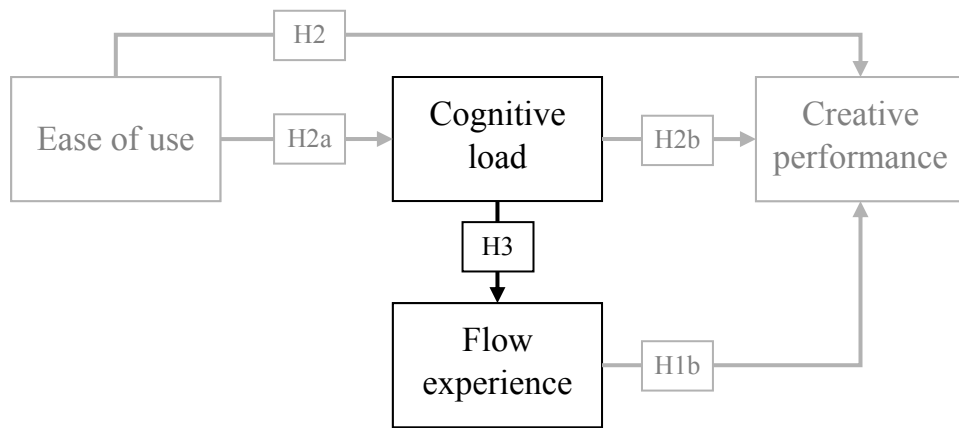 H2
Ease of use
H2a
Cognitive
load
H2b
Creative
performance
H3
Flow
experience
H1b